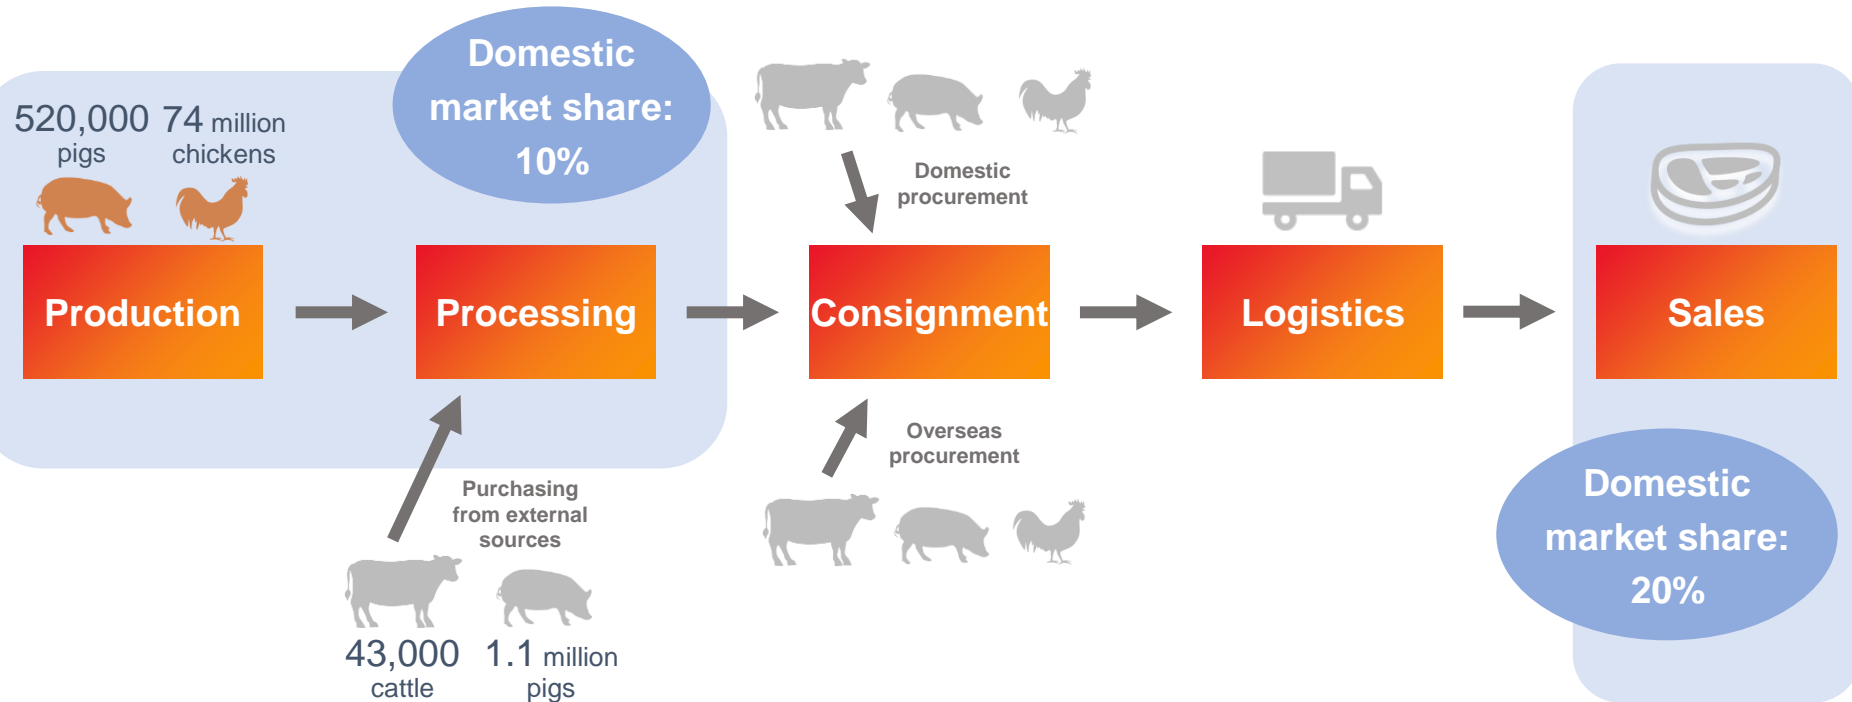 520,000
pigs
74 million
chickens
Domestic
market share:
10%
Domestic
procurement
Production
Processing
Consignment
Logistics
Sales
Purchasing
from external
sources
43,000
cattle
1.1 million
pigs
Overseas
procurement
Domestic
market share:
20%